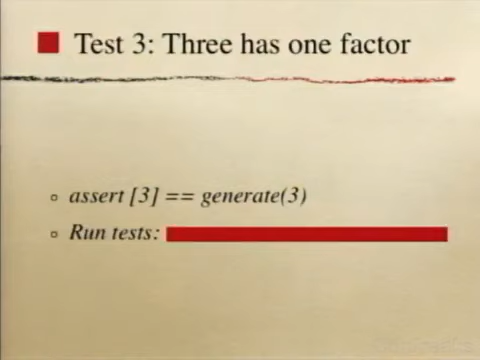 Test 3: Three has one factor
assert [3] == generate(3)
Run tests: